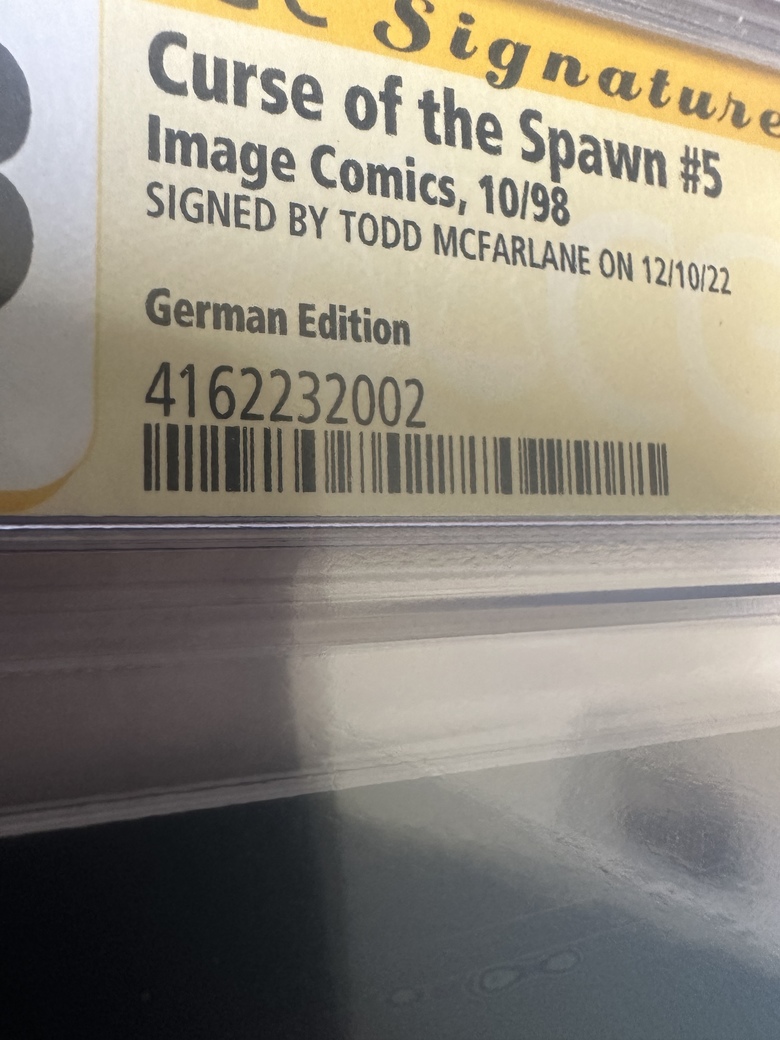 Signature
Curse of the Spawn #5
Image Comics, 10/98
SIGNED BY TODD MCFARLANE ON 12/10/22
German Edition
4162232002